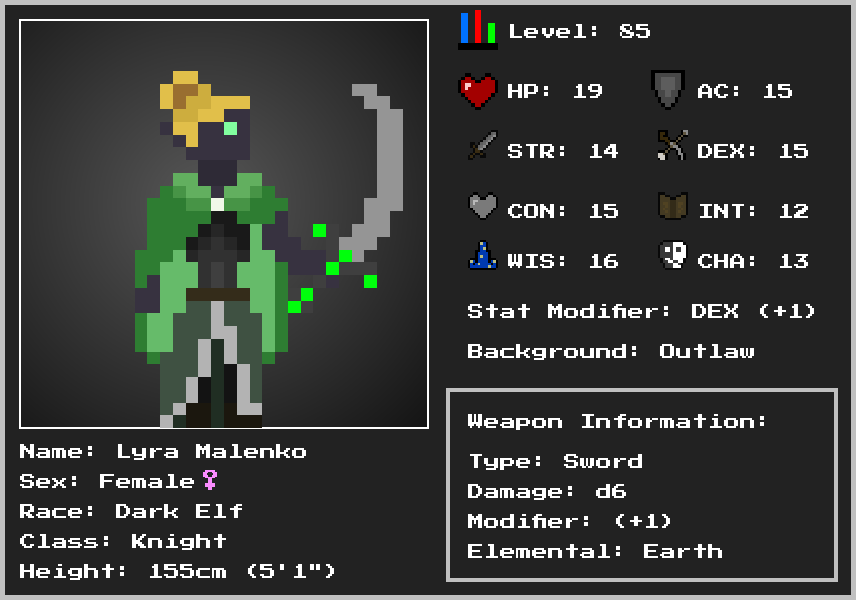 Level: 85
HP: 19
AC: 15
STR: 14
DEX: 15
CON: 15
INT: 12
WIS: 16
CHA: 13
Stat Modifier: DEX (+1)
Background: Outlaw
Weapon Information:
Type: Sword
Damage: d6
Modifier: (+1)
Elemental: Earth
Name: Lyra Malenko
Sex: Female♀
Race: Dark Elf
Class: Knight
Height: 155cm (5'1")